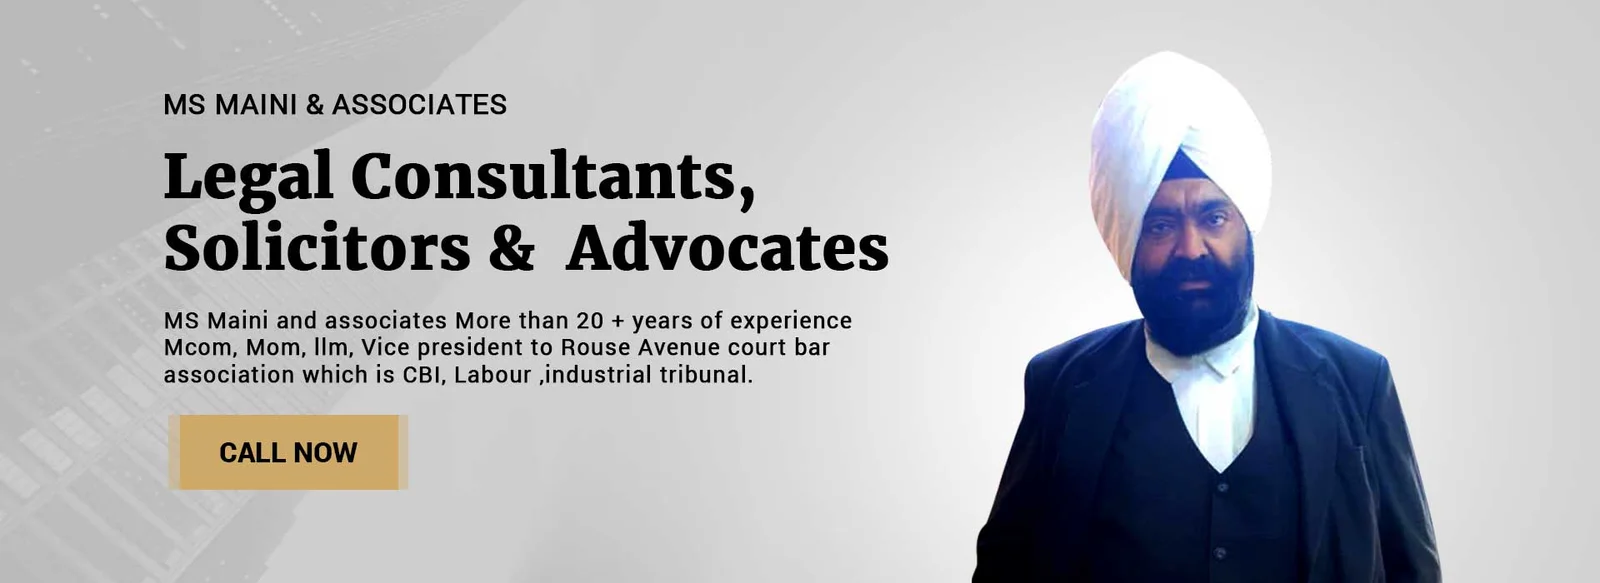 MS MAINI & ASSOCIATES
Legal Consultants,
Solicitors & Advocates
MS Maini and associates More than 20 + years of experience
Mcom, Mom, llm, Vice president to Rouse Avenue court bar
association which is CBI, Labour ,industrial tribunal.
CALL NOW